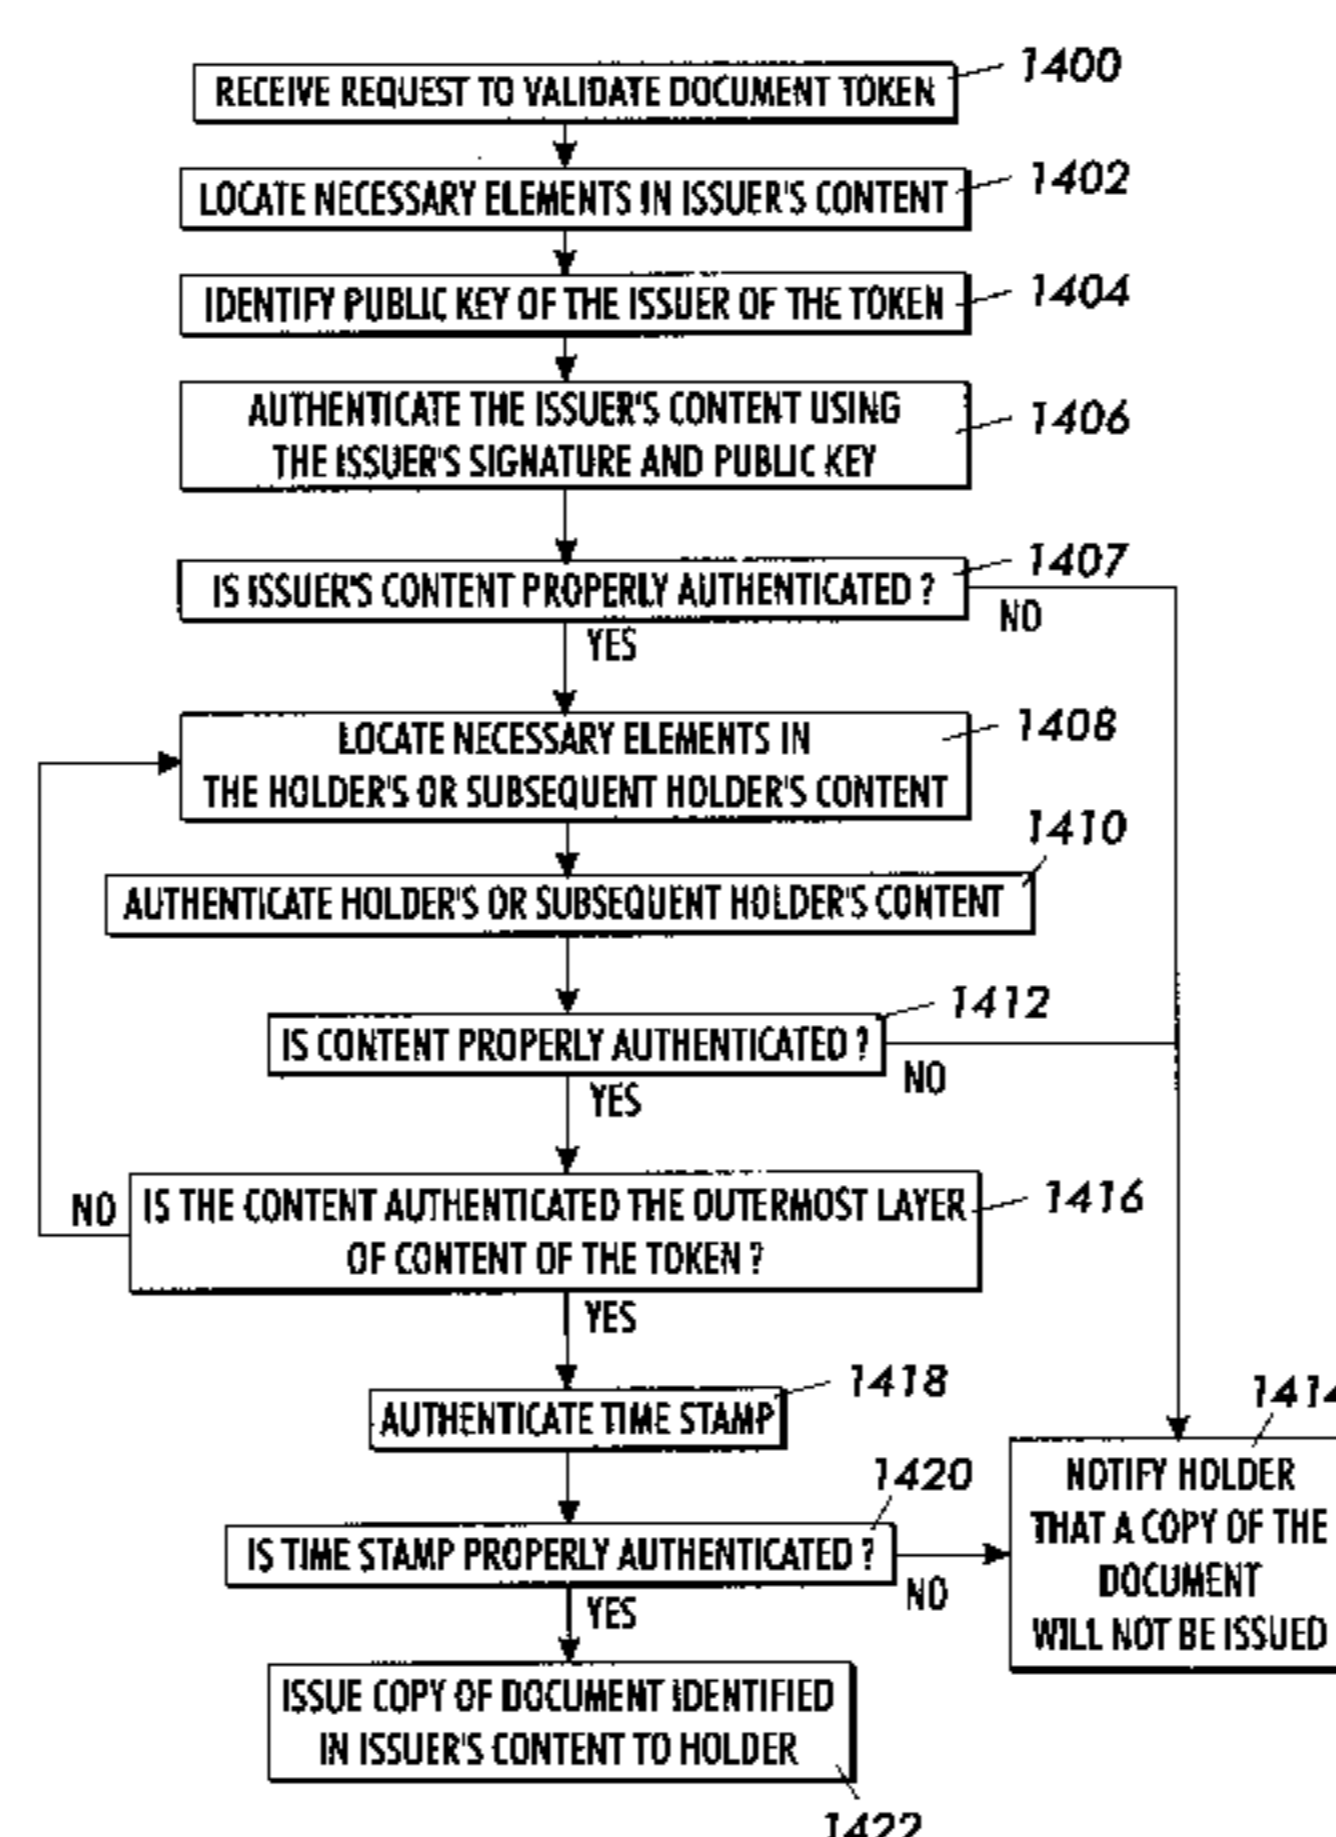 1400
RECEIVE REQUEST TO VALIDATE DOCUMENT TOKEN
1402
LOCATE NECESSARY ELEMENTS IN ISSUER'S CONTENT
1404
IDENTIFY PUBLIC KEY OF THE ISSUER OF THE TOKEN
1406
AUTHENTICATE THE ISSUER'S CONTENT USING
THE ISSUER'S SIGNATURE AND PUBLIC KEY
1407
IS ISSUER'S CONTENT PROPERLY AUTHENTICATED ?
NO
YES
1408
LOCATE NECESSARY ELEMENTS IN
THE HOLDER'S OR SUBSEQUENT HOLDER'S CONTENT
1410
AUTHENTICATE HOLDER'S OR SUBSEQUENT HOLDER'S CONTENT
1412
IS CONTENT PROPERLY AUTHENTICATED ?
NO
YES
1416
NO
IS THE CONTENT AUTHENTICATED THE OUTERMOST LAYER
OF CONTENT OF THE TOKEN ?
YES
1418
AUTHENTICATE TIME STAMP
1414
NOTIFY HOLDER
THAT A COPY OF THE
DOCUMENT
WILL NOT BE ISSUED
1420
IS TIME STAMP PROPERLY AUTHENTICATED ?
NO
YES
ISSUE COPY OF DOCUMENT IDENTIFIED
IN ISSUER'S CONTENT TO HOLDER
1422